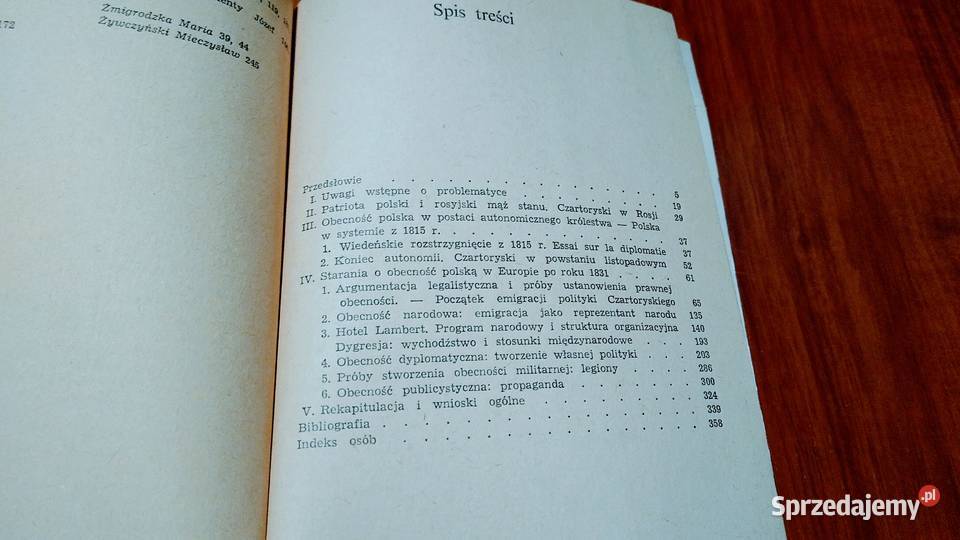 119,
enty Józef
Żmigrodzka Maria 39, 44
172
Żywczyński Mieczysław 245
Spis treści
Przedsłowie . . . . . . . . . . . . . . 5
I. Uwagi wstępne o problematyce . . . . . . . 19
II. Patriota polski i rosyjski mąż stanu. Czartoryski w Rosji 29
III. Obecność polska w postaci autonomicznego królestwa — Polska
w systemie z 1815 r. . . . . . . . . . . . 37
1. Wiedeńskie rozstrzygnięcie z 1815 r. Essai sur la diplomatie 37
2. Koniec autonomii. Czartoryski w powstaniu listopadowym 52
IV. Starania o obecność polską w Europie po roku 1831 . . . . 61
1. Argumentacja legalistyczna i próby ustanowienia prawnej
obecności. — Początek emigracji polityki Czartoryskiego 65
2. Obecność narodowa: emigracja jako reprezentant narodu 135
3. Hotel Lambert. Program narodowy i struktura organizacyjna 140
Dygresja: wychodźstwo i stosunki międzynarodowe . . . 193
4. Obecność dyplomatyczna: tworzenie własnej polityki . . . 203
5. Próby stworzenia obecności militarnej: legiony . . . . 286
6. Obecność publicystyczna: propaganda . . . . . . 300
V. Rekapitulacja i wnioski ogólne . . . . . . . . 324
Bibliografia . . . . . . . . . . . . . . 339
Indeks osób . . . . . . . . . . . . . . 358
Sprzedajemy.pl